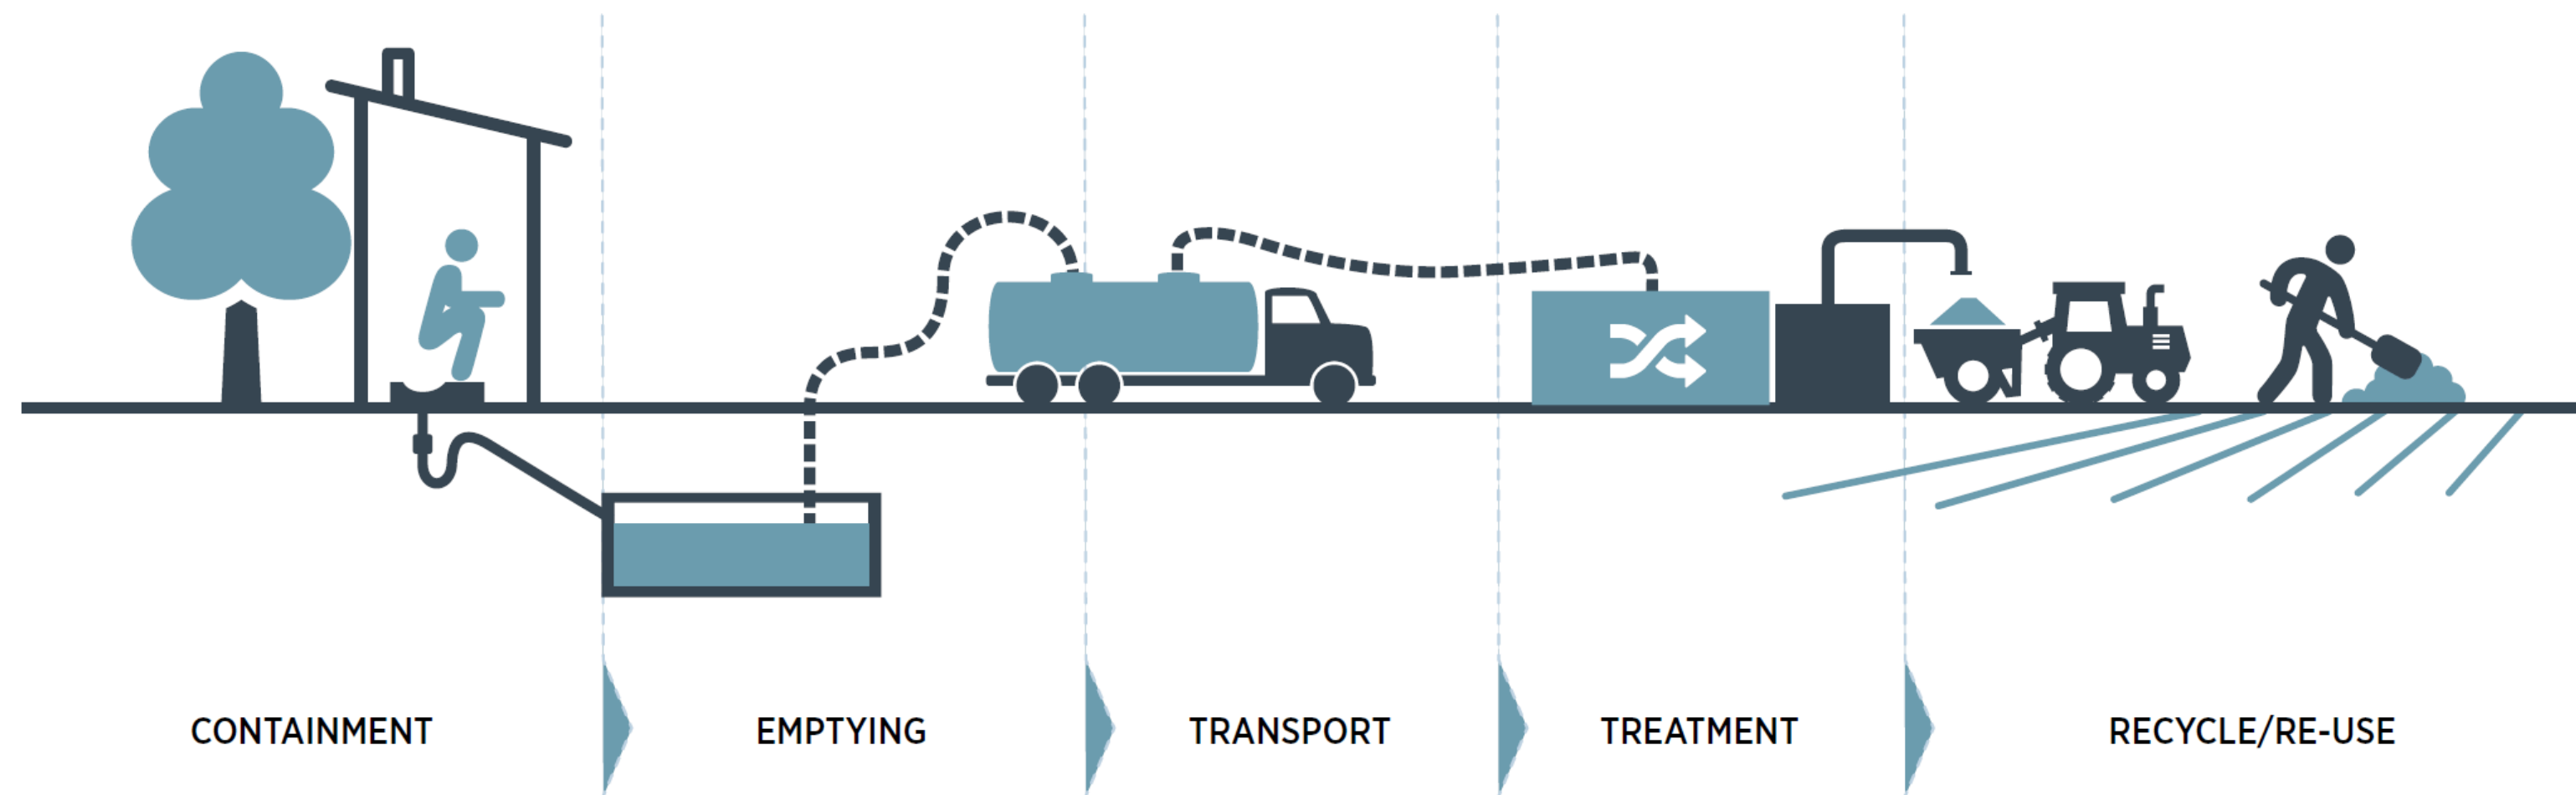 CONTAINMENT
EMPTYING
TRANSPORT
TREATMENT
RECYCLE/RE-USE